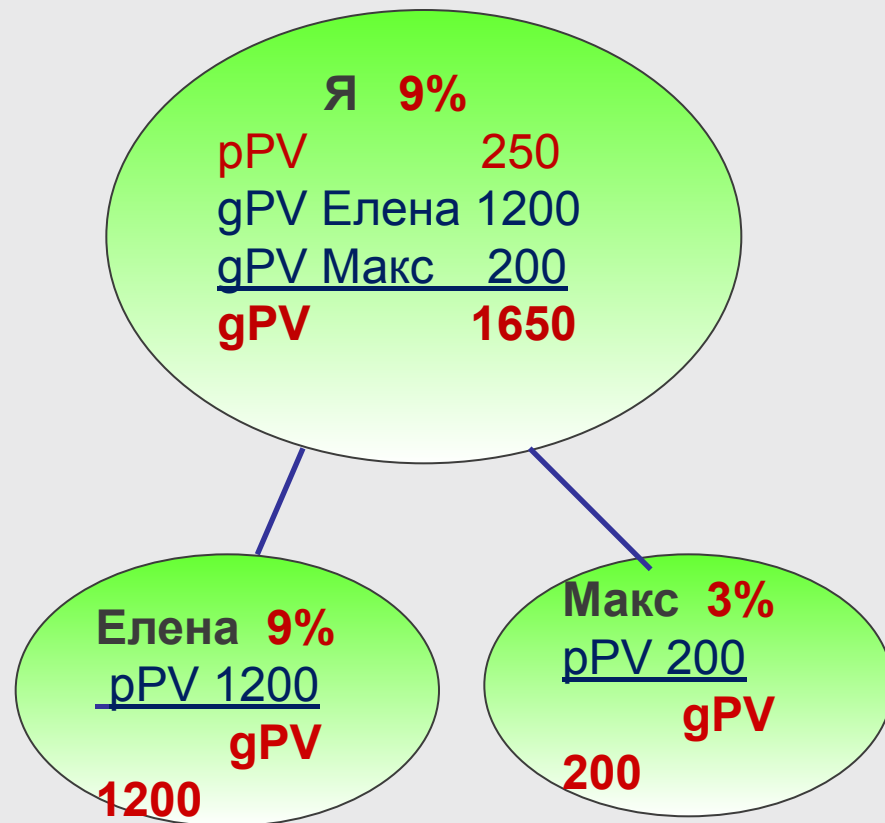 Я 9%
pPV 250
gPV Елена 1200
gPV Макс 200
gPV 1650
Елена 9%
pPV 1200
gPV
1200
Макс 3%
pPV 200
gPV
200